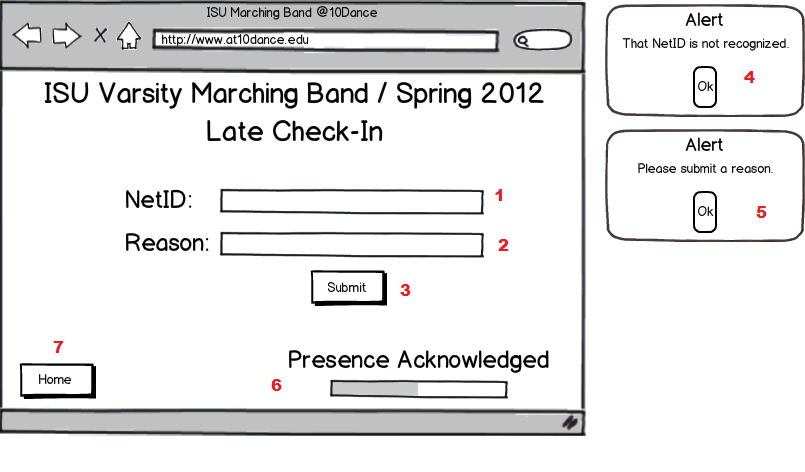 ISU Marching Band @10Dance
http://www.at10dance.edu
ISU Varsity Marching Band / Spring 2012
Late Check-In
NetID:
1
Reason:
2
Submit
3
7
Home
Presence Acknowledged
6
Alert
That NetID is not recognized.
Ok
4
Alert
Please submit a reason.
Ok
5